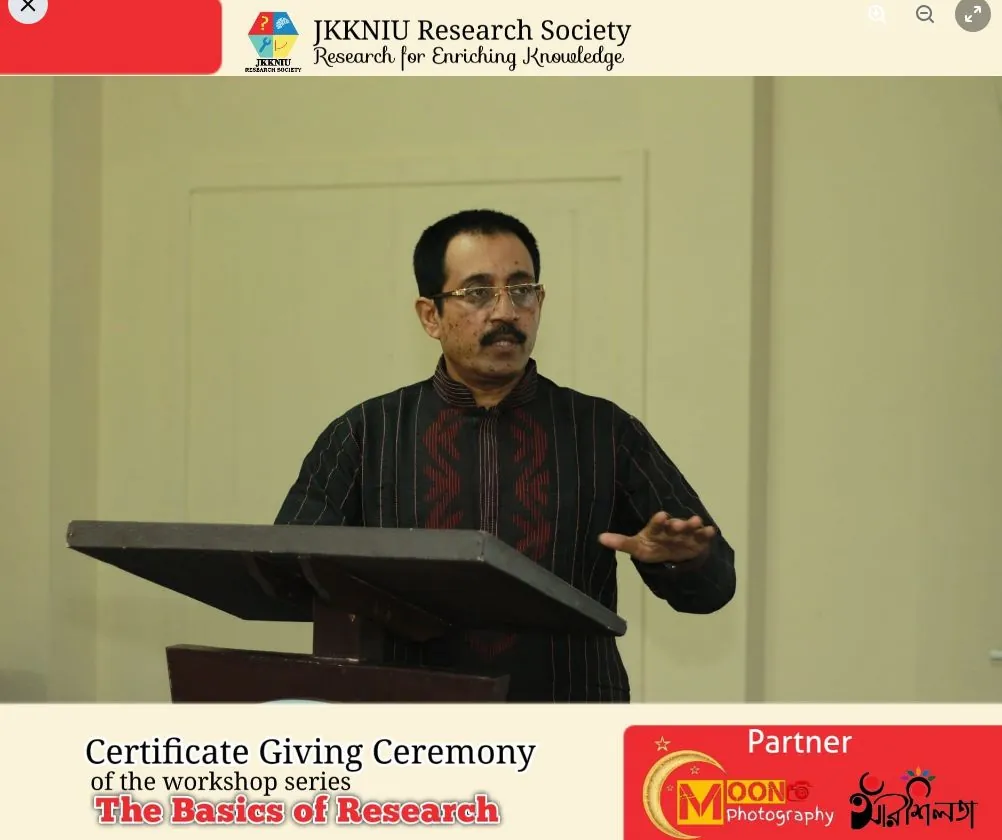 JKKNIU
RESEARCH SOCIETY
JKKNIU Research Society
Research for Enriching Knowledge
Certificate Giving Ceremony
of the workshop series
The Basics of Research
Partner
MOON
Photography